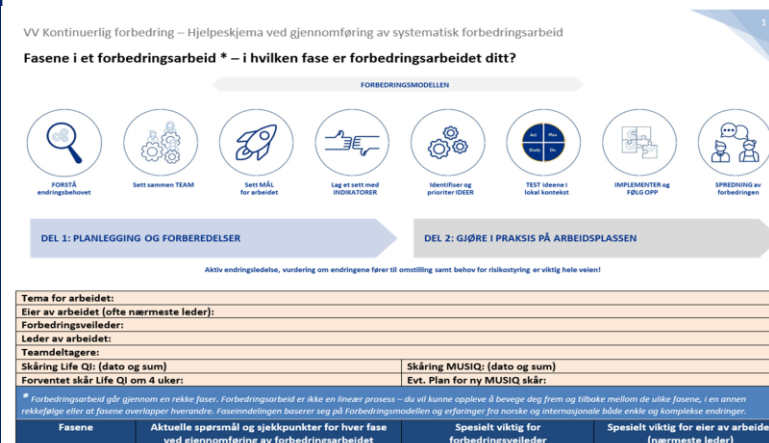 1
VV Kontinuerlig forbedring – Hjelpeskjema ved gjennomføring av systematisk forbedringsarbeid
Fasene i et forbedringsarbeid * – i hvilken fase er forbedringsarbeidet ditt?
FORBEDRINGSMODELLEN
Act Plan
Study Do
FORSTÅ
endringsbehovet
Sett sammen TEAM
Sett MÅL
for arbeidet
Lag et sett med
INDIKATORER
Identifiser og
prioriter IDEER
TEST ideene i
lokal kontekst
IMPLEMENTER og
FØLG OPP
SPREDNING av
forbedringen
DEL 1: PLANLEGGING OG FORBEREDELSER
DEL 2: GJØRE I PRAKSIS PÅ ARBEIDSPLASSEN
Aktiv endringsledelse, vurdering om endringene fører til omstilling samt behov for risikostyring er viktig hele veien!
Tema for arbeidet:
Eier av arbeidet (ofte nærmeste leder):
Forbedringsveileder:
Leder av arbeidet:
Teamdeltagere:
Skåring Life QI: (dato og sum) Skåring MUSIQ: (dato og sum)
Forventet skår Life QI om 4 uker: Evt. Plan for ny MUSIQ skår:
* Forbedringsarbeid går gjennom en rekke faser. Forbedringsarbeid er ikke en lineær prosess – du vil kunne oppleve å bevege deg frem og tilbake mellom de ulike fasene, i en annen
rekkefølge eller at fasene overlapper hverandre. Faseinndelingen baserer seg på Forbedringsmodellen og erfaringer fra norske og internasjonale både enkle og komplekse endringer.
Fasene Aktuelle spørsmål og sjekkpunkter for hver fase Spesielt viktig for Spesielt viktig for eier av arbeide
ved gjennomføring av forbedringsarbeidet forbedringsveileder (nærmeste leder)